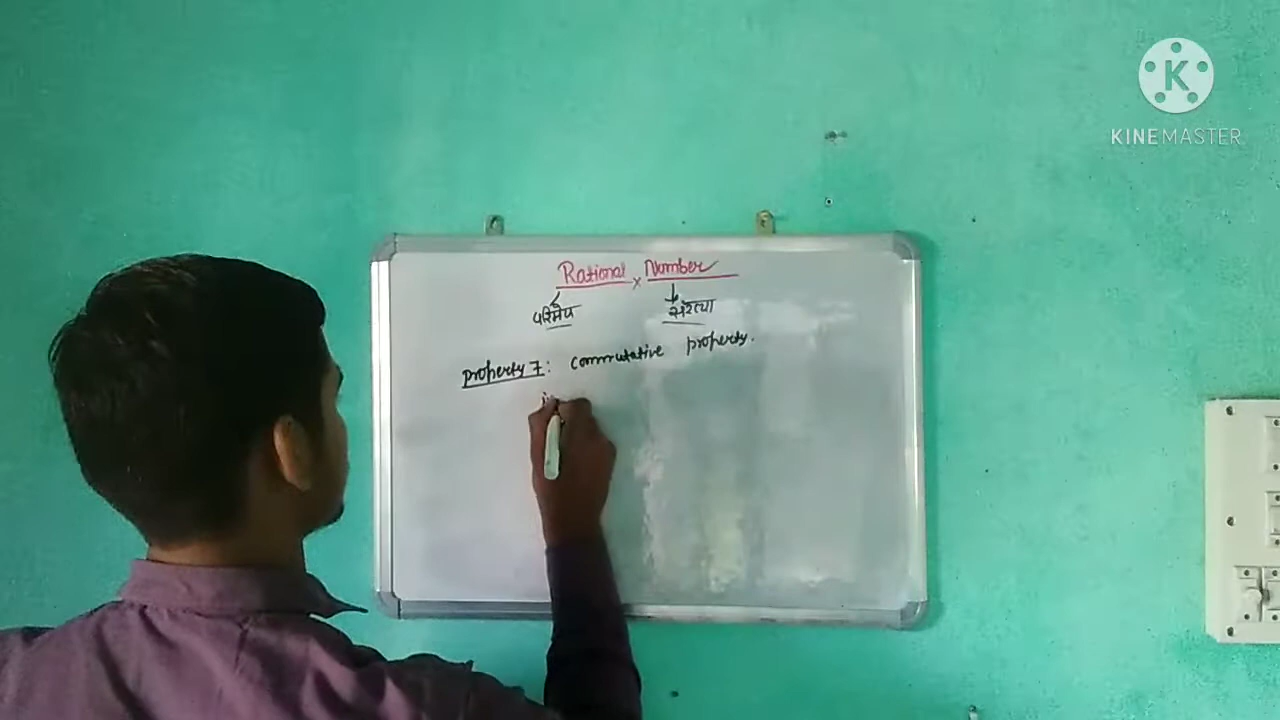 KINEMASTER
Rational × Number
परिमेय संख्या
property 7: commutative property.